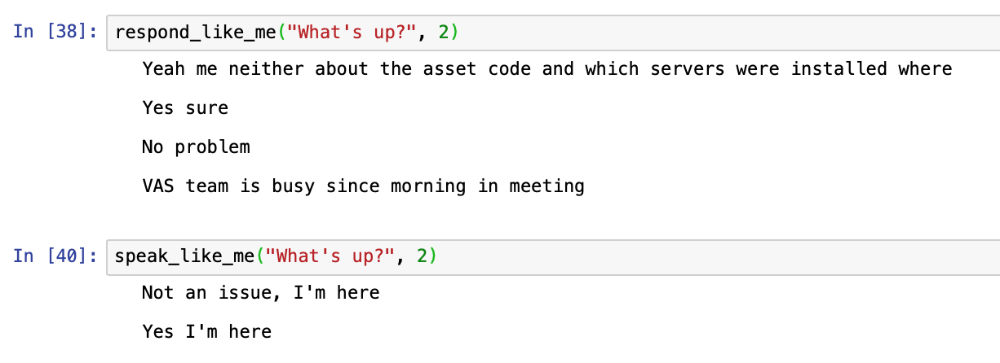 In [38]: respond_like_me("What's up?", 2)
Yeah me neither about the asset code and which servers were installed where
Yes sure
No problem
VAS team is busy since morning in meeting
In [40]: speak_like_me("What's up?", 2)
Not an issue, I'm here
Yes I'm here